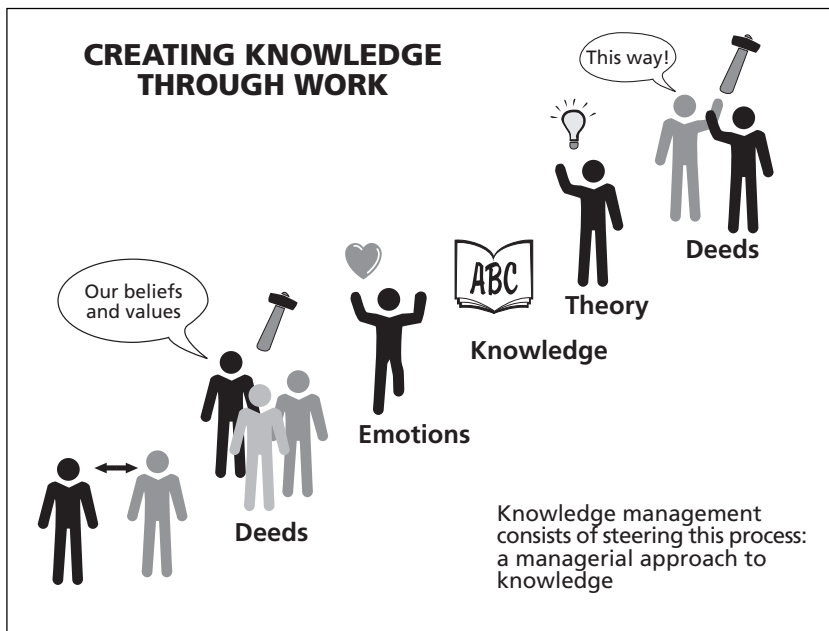 CREATING KNOWLEDGE
THROUGH WORK
This way!
Deeds
ABC
Theory
Knowledge
Our beliefs
and values
Emotions
Deeds
Knowledge management
consists of steering this process:
a managerial approach to
knowledge